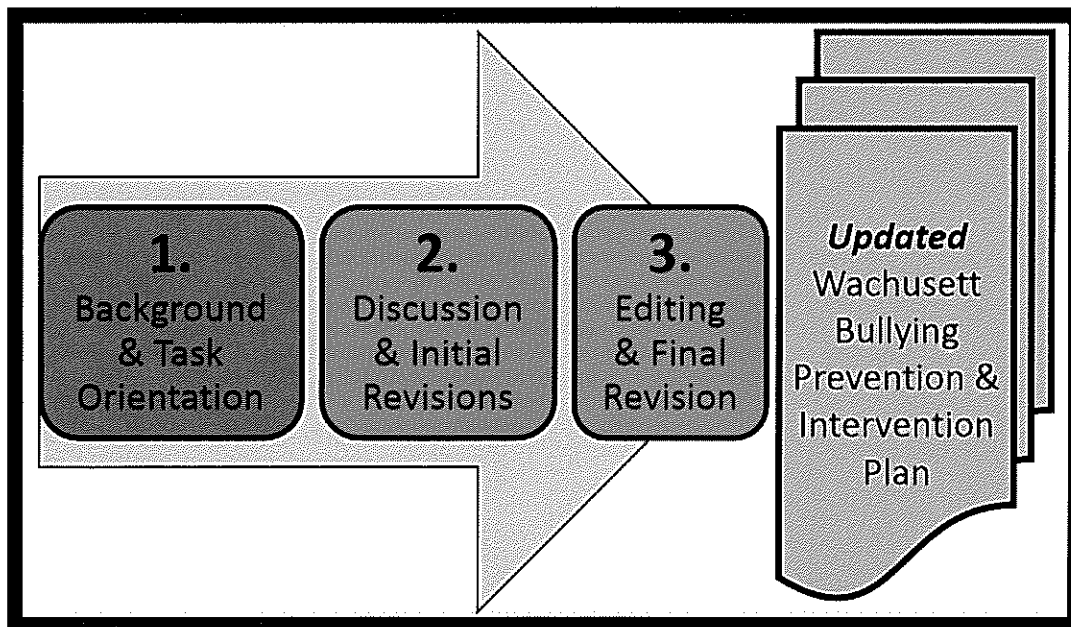 1.
Background
& Task
Orientation
2.
Discussion
& Initial
Revisions
3.
Editing
& Final
Revision
Updated
Wachusett
Bullying
Prevention &
Intervention
Plan